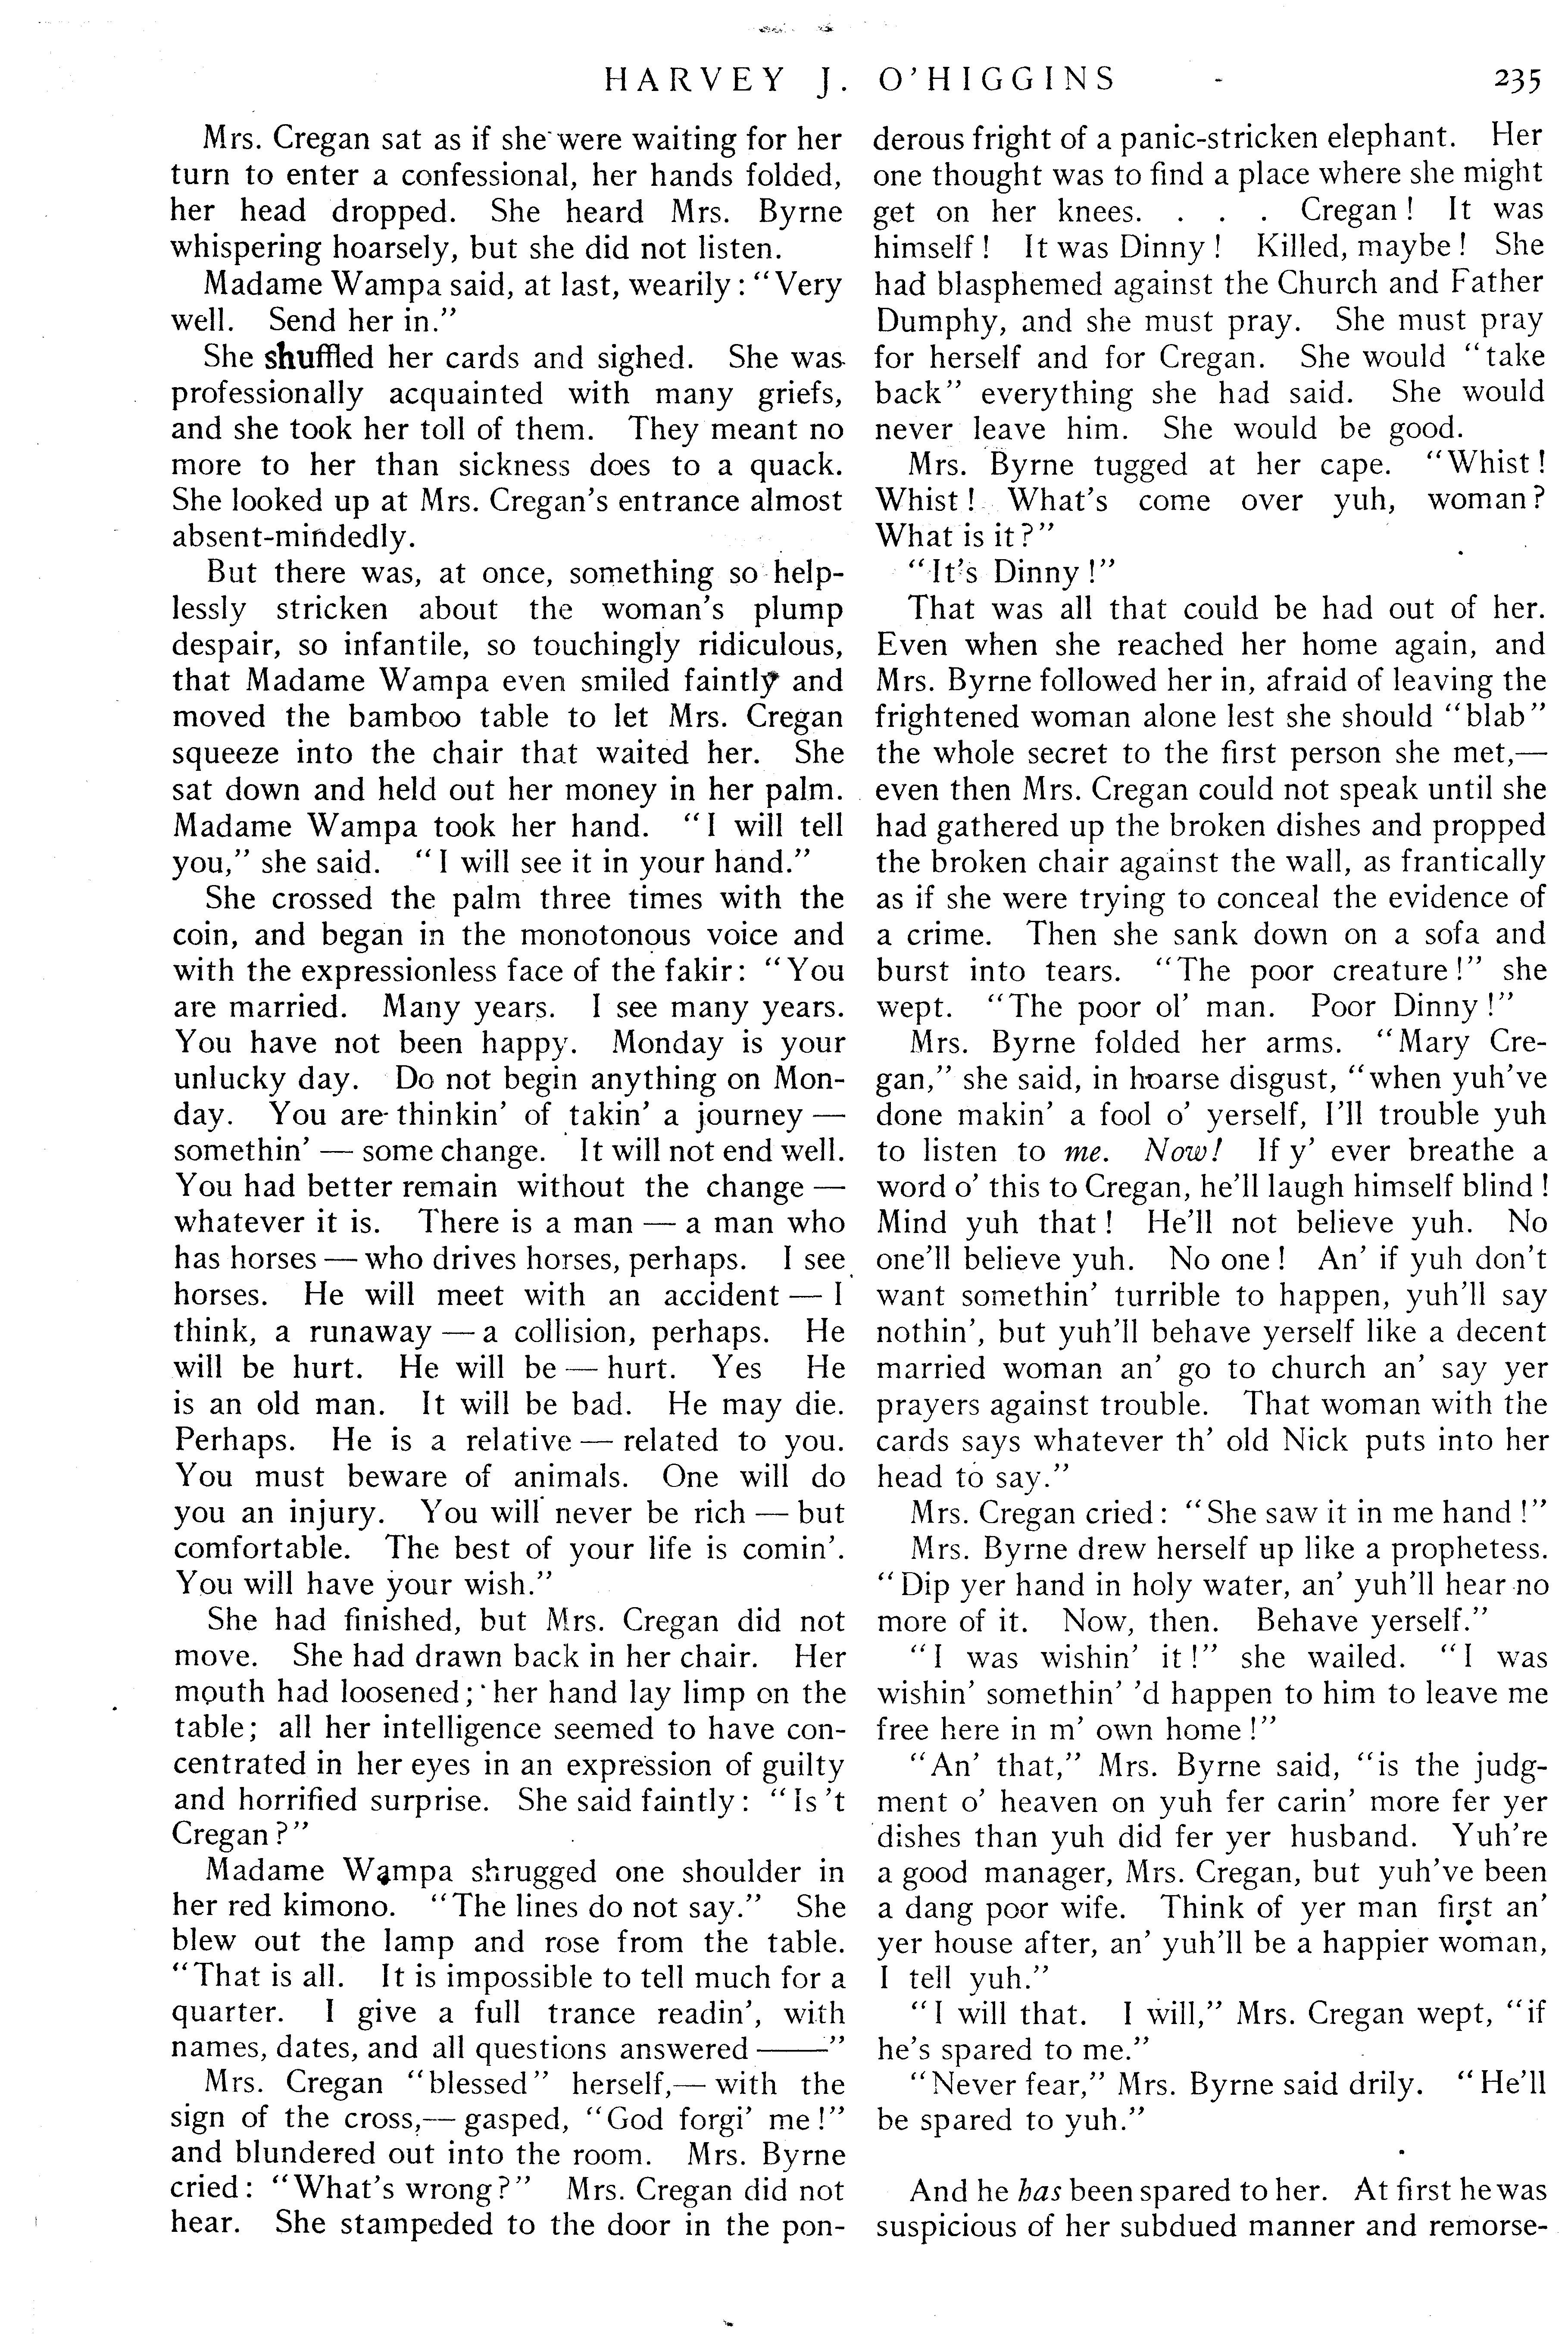 HARVEY J. O'HIGGINS 235
Mrs. Cregan sat as if she were waiting for her
turn to enter a confessional, her hands folded,
her head dropped. She heard Mrs. Byrne
whispering hoarsely, but she did not listen.
Madame Wampa said, at last, wearily: "Very
well. Send her in."
She shuffled her cards and sighed. She was
professionally acquainted with many griefs,
and she took her toll of them. They meant no
more to her than sickness does to a quack.
She looked up at Mrs. Cregan's entrance almost
absent-mindedly.
But there was, at once, something so help-
lessly stricken about the woman's plump
despair, so infantile, so touchingly ridiculous,
that Madame Wampa even smiled faintly and
moved the bamboo table to let Mrs. Cregan
squeeze into the chair that waited her. She
sat down and held out her money in her palm.
Madame Wampa took her hand. "I will tell
you," she said. "I will see it in your hand."
She crossed the palm three times with the
coin, and began in the monotonous voice and
with the expressionless face of the fakir: "You
are married. Many years. I see many years.
You have not been happy. Monday is your
unlucky day. Do not begin anything on Mon-
day. You are thinkin' of takin' a journey —
somethin' — some change. It will not end well.
You had better remain without the change —
whatever it is. There is a man — a man who
has horses — who drives horses, perhaps. I see
horses. He will meet with an accident — I
think, a runaway — a collision, perhaps. He
will be hurt. He will be — hurt. Yes He
is an old man. It will be bad. He may die.
Perhaps. He is a relative — related to you.
You must beware of animals. One will do
you an injury. You will never be rich — but
comfortable. The best of your life is comin'.
You will have your wish."
She had finished, but Mrs. Cregan did not
move. She had drawn back in her chair. Her
mouth had loosened; her hand lay limp on the
table; all her intelligence seemed to have con-
centrated in her eyes in an expression of guilty
and horrified surprise. She said faintly: "Is 't
Cregan?"
Madame Wampa shrugged one shoulder in
her red kimono. "The lines do not say." She
blew out the lamp and rose from the table.
"That is all. It is impossible to tell much for a
quarter. I give a full trance readin', with
names, dates, and all questions answered ——"
Mrs. Cregan "blessed" herself,— with the
sign of the cross,— gasped, "God forgi' me!"
and blundered out into the room. Mrs. Byrne
cried: "What's wrong?" Mrs. Cregan did not
hear. She stampeded to the door in the pon-
derous fright of a panic-stricken elephant. Her
one thought was to find a place where she might
get on her knees. . . . Cregan! It was
himself! It was Dinny! Killed, maybe! She
had blasphemed against the Church and Father
Dumphy, and she must pray. She must pray
for herself and for Cregan. She would "take
back" everything she had said. She would
never leave him. She would be good.
Mrs. Byrne tugged at her cape. "Whist!
Whist! What's come over yuh, woman?
What is it?"
"It's Dinny!"
That was all that could be had out of her.
Even when she reached her home again, and
Mrs. Byrne followed her in, afraid of leaving the
frightened woman alone lest she should "blab"
the whole secret to the first person she met,—
even then Mrs. Cregan could not speak until she
had gathered up the broken dishes and propped
the broken chair against the wall, as frantically
as if she were trying to conceal the evidence of
a crime. Then she sank down on a sofa and
burst into tears. "The poor creature!" she
wept. "The poor ol' man. Poor Dinny!"
Mrs. Byrne folded her arms. "Mary Cre-
gan," she said, in hoarse disgust, "when yuh've
done makin' a fool o' yerself, I'll trouble yuh
to listen to me. Now! If y' ever breathe a
word o' this to Cregan, he'll laugh himself blind!
Mind yuh that! He'll not believe yuh. No
one'll believe yuh. No one! An' if yuh don't
want somethin' turrible to happen, yuh'll say
nothin', but yuh'll behave yerself like a decent
married woman an' go to church an' say yer
prayers against trouble. That woman with the
cards says whatever th' old Nick puts into her
head to say."
Mrs. Cregan cried: "She saw it in me hand!"
Mrs. Byrne drew herself up like a prophetess.
"Dip yer hand in holy water, an' yuh'll hear no
more of it. Now, then. Behave yerself."
"I was wishin' it!" she wailed. "I was
wishin' somethin' 'd happen to him to leave me
free here in m' own home!"
"An' that," Mrs. Byrne said, "is the judg-
ment o' heaven on yuh fer carin' more fer yer
dishes than yuh did fer yer husband. Yuh're
a good manager, Mrs. Cregan, but yuh've been
a dang poor wife. Think of yer man first an'
yer house after, an' yuh'll be a happier woman,
I tell yuh."
"I will that. I will," Mrs. Cregan wept, "if
he's spared to me."
"Never fear," Mrs. Byrne said drily. "He'll
be spared to yuh."
And he has been spared to her. At first he was
suspicious of her subdued manner and remorse-